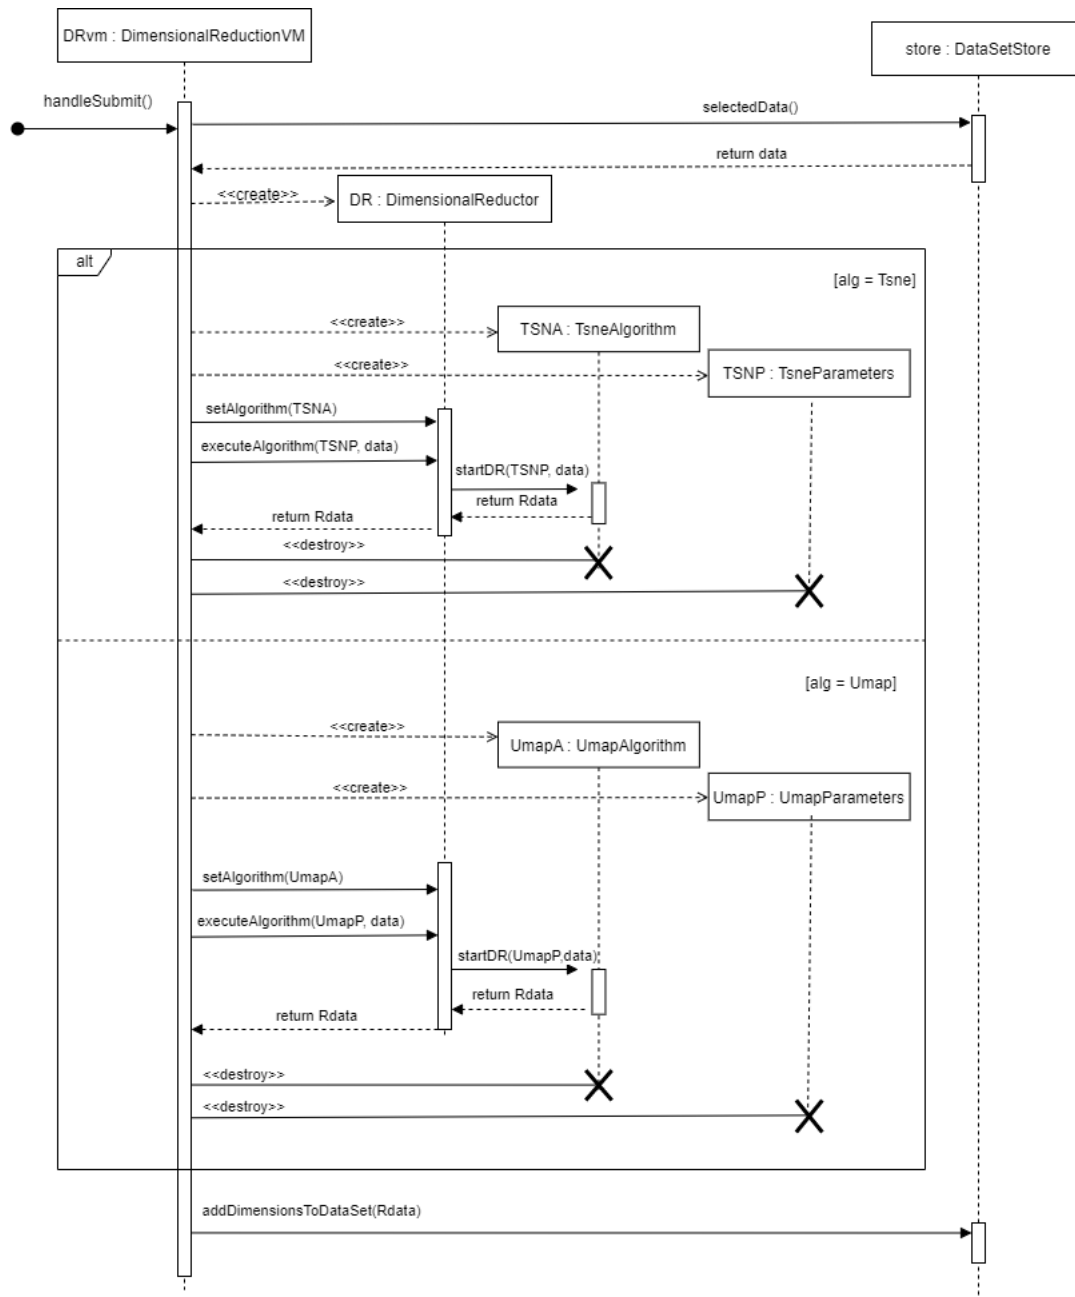 DRvm : DimensionalReductionVM
store : DataSetStore
handleSubmit()
selectedData()
return data
<<create>>
DR : DimensionalReductor
alt
[alg = Tsne]
<<create>>
TSNA : TsneAlgorithm
<<create>>
TSNP : TsneParameters
setAlgorithm(TSNA)
executeAlgorithm(TSNP, data)
startDR(TSNP, data)
return Rdata
return Rdata
<<destroy>>
<<destroy>>
[alg = Umap]
<<create>>
UmapA : UmapAlgorithm
<<create>>
UmapP : UmapParameters
setAlgorithm(UmapA)
executeAlgorithm(UmapP, data)
startDR(UmapP,data)
return Rdata
return Rdata
<<destroy>>
<<destroy>>
addDimensionsToDataSet(Rdata)